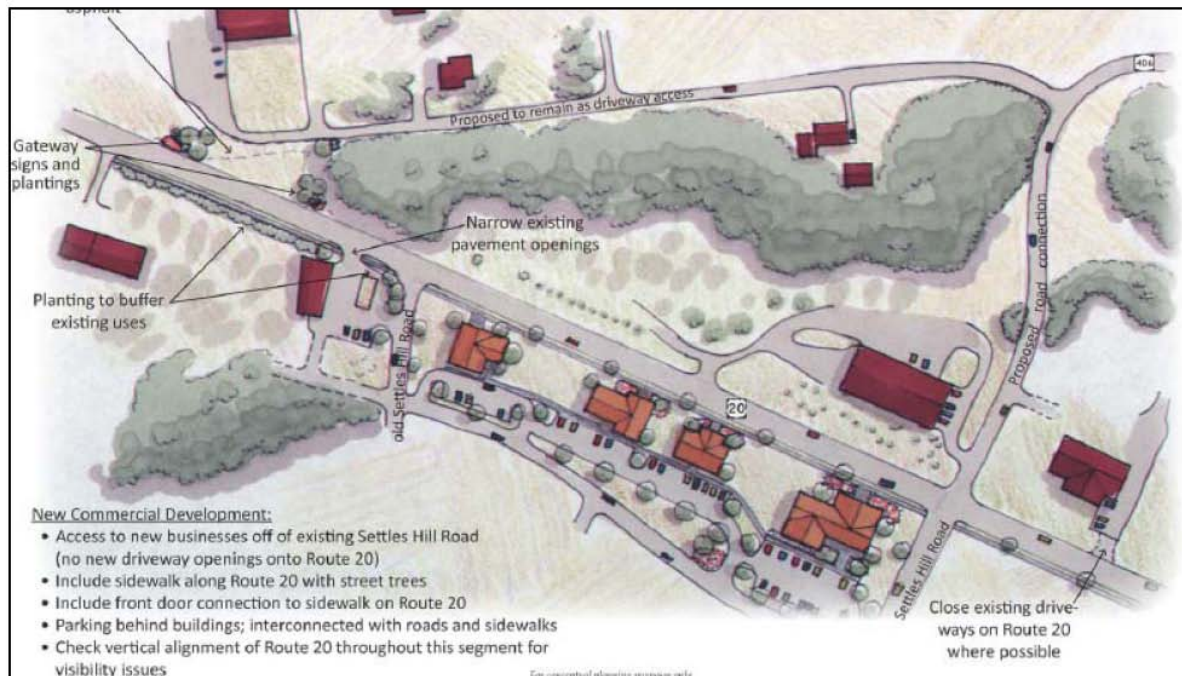 asphalt
406
Proposed to remain as driveway access
Gateway
signs and
plantings
Narrow existing
pavement openings
Proposed road connection
Planting to buffer
existing uses
old Settles Hill Road
20
New Commercial Development:
• Access to new businesses off of existing Settles Hill Road
(no new driveway openings onto Route 20)
• Include sidewalk along Route 20 with street trees
• Include front door connection to sidewalk on Route 20
• Parking behind buildings; interconnected with roads and sidewalks
• Check vertical alignment of Route 20 throughout this segment for
visibility issues
Settles Hill Road
Close existing drive-
ways on Route 20
where possible